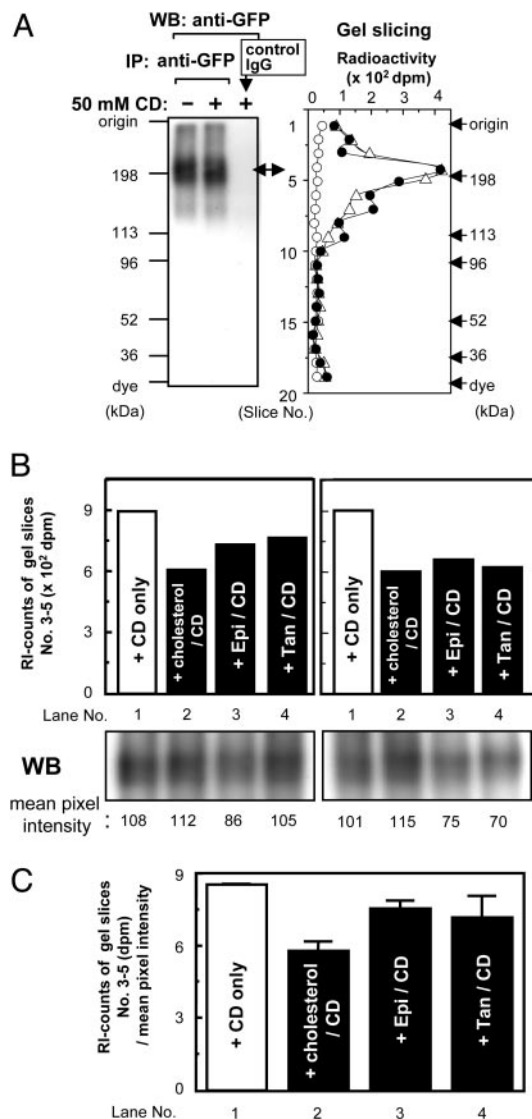 A
WB: anti-GFP
IP: anti-GFP
control IgG
50 mM CD: − + +
origin
198
113
96
52
36
dye
(kDa)
Gel slicing
Radioactivity
(x 10² dpm)
0 1 2 3 4
1
5
10
15
20
(Slice No.)
origin
198
113
96
52
36
dye
(kDa)
B
RI-counts of gel slices
No. 3-5 (x 10² dpm)
9
6
3
0
+ CD only
+ cholesterol / CD
+ Epi / CD
+ Tan / CD
+ CD only
+ cholesterol / CD
+ Epi / CD
+ Tan / CD
Lane No. 1 2 3 4 1 2 3 4
WB
mean pixel
intensity : 108 112 86 105 101 115 75 70
C
RI-counts of gel slices
No. 3-5 (dpm)
/ mean pixel intensity
9
6
3
0
+ CD only
+ cholesterol / CD
+ Epi / CD
+ Tan / CD
Lane No. 1 2 3 4